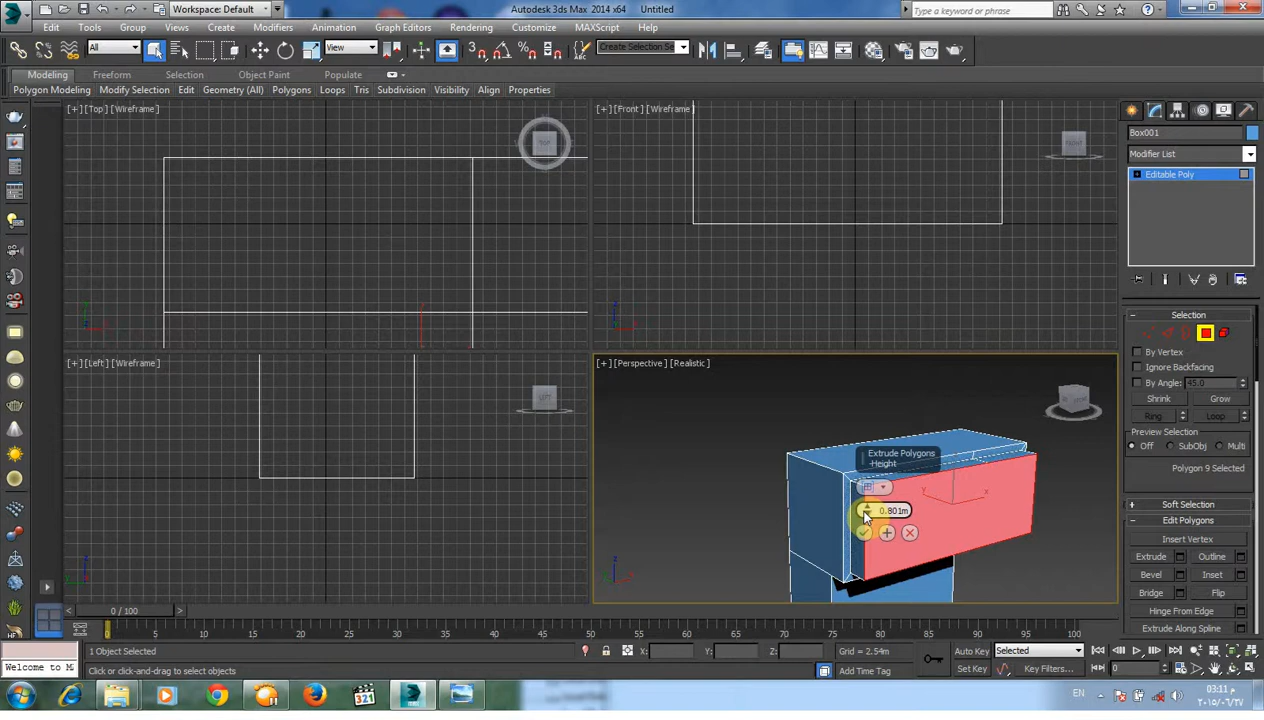 Workspace: Default
Autodesk 3ds Max 2014 x64 Untitled
Type a keyword or phrase
Edit Tools Group Views Create Modifiers Animation Graph Editors Rendering Customize MAXScript Help
All
View
Create Selection Se
Modeling Freeform Selection Object Paint Populate
Polygon Modeling Modify Selection Edit Geometry (All) Polygons Loops Tris Subdivision Visibility Align Properties
[+][Top][Wireframe]
TOP
[+][Front][Wireframe]
FRONT
[+][Left][Wireframe]
LEFT
[+][Perspective][Realistic]
Extrude Polygons
-Height
0.801m
Box001
Modifier List
Editable Poly
Selection
By Vertex
Ignore Backfacing
By Angle: 45.0
Shrink Grow
Ring Loop
Preview Selection
Off SubObj Multi
Polygon 9 Selected
Soft Selection
Edit Polygons
Insert Vertex
Extrude Outline
Bevel Inset
Bridge Flip
Hinge From Edge
Extrude Along Spline
0 / 100
0 5 10 15 20 25 30 35 40 45 50 55 60 65 70 75 80 85 90 95 100
1 Object Selected
X: Y: Z:
Grid = 2.54m
Auto Key
Selected
Welcome to M
Click or click-and-drag to select objects
Add Time Tag
Set Key
Key Filters...
0
EN
03:11 م
٢٠١٥/٠٦/٢٧